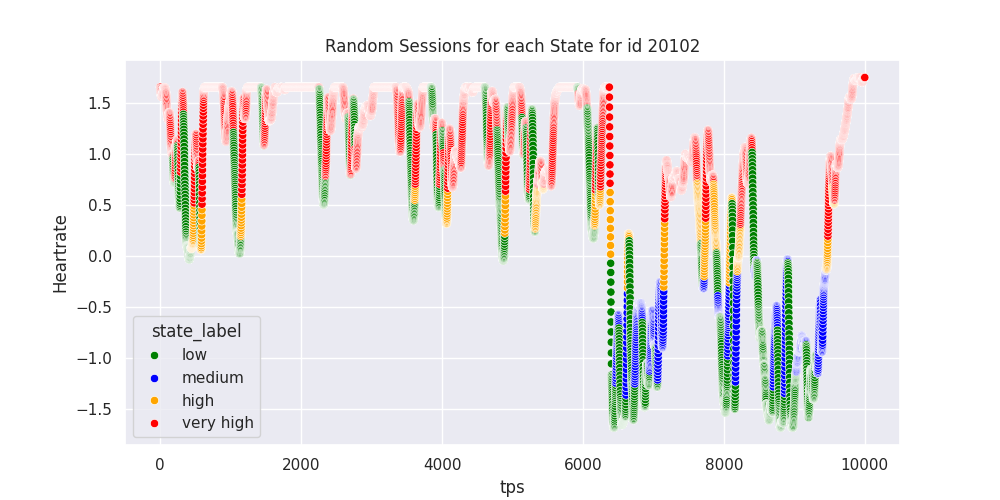 Random Sessions for each State for id 20102
Heartrate
1.5
1.0
0.5
0.0
−0.5
−1.0
−1.5
state_label
low
medium
high
very high
0 2000 4000 6000 8000 10000
tps